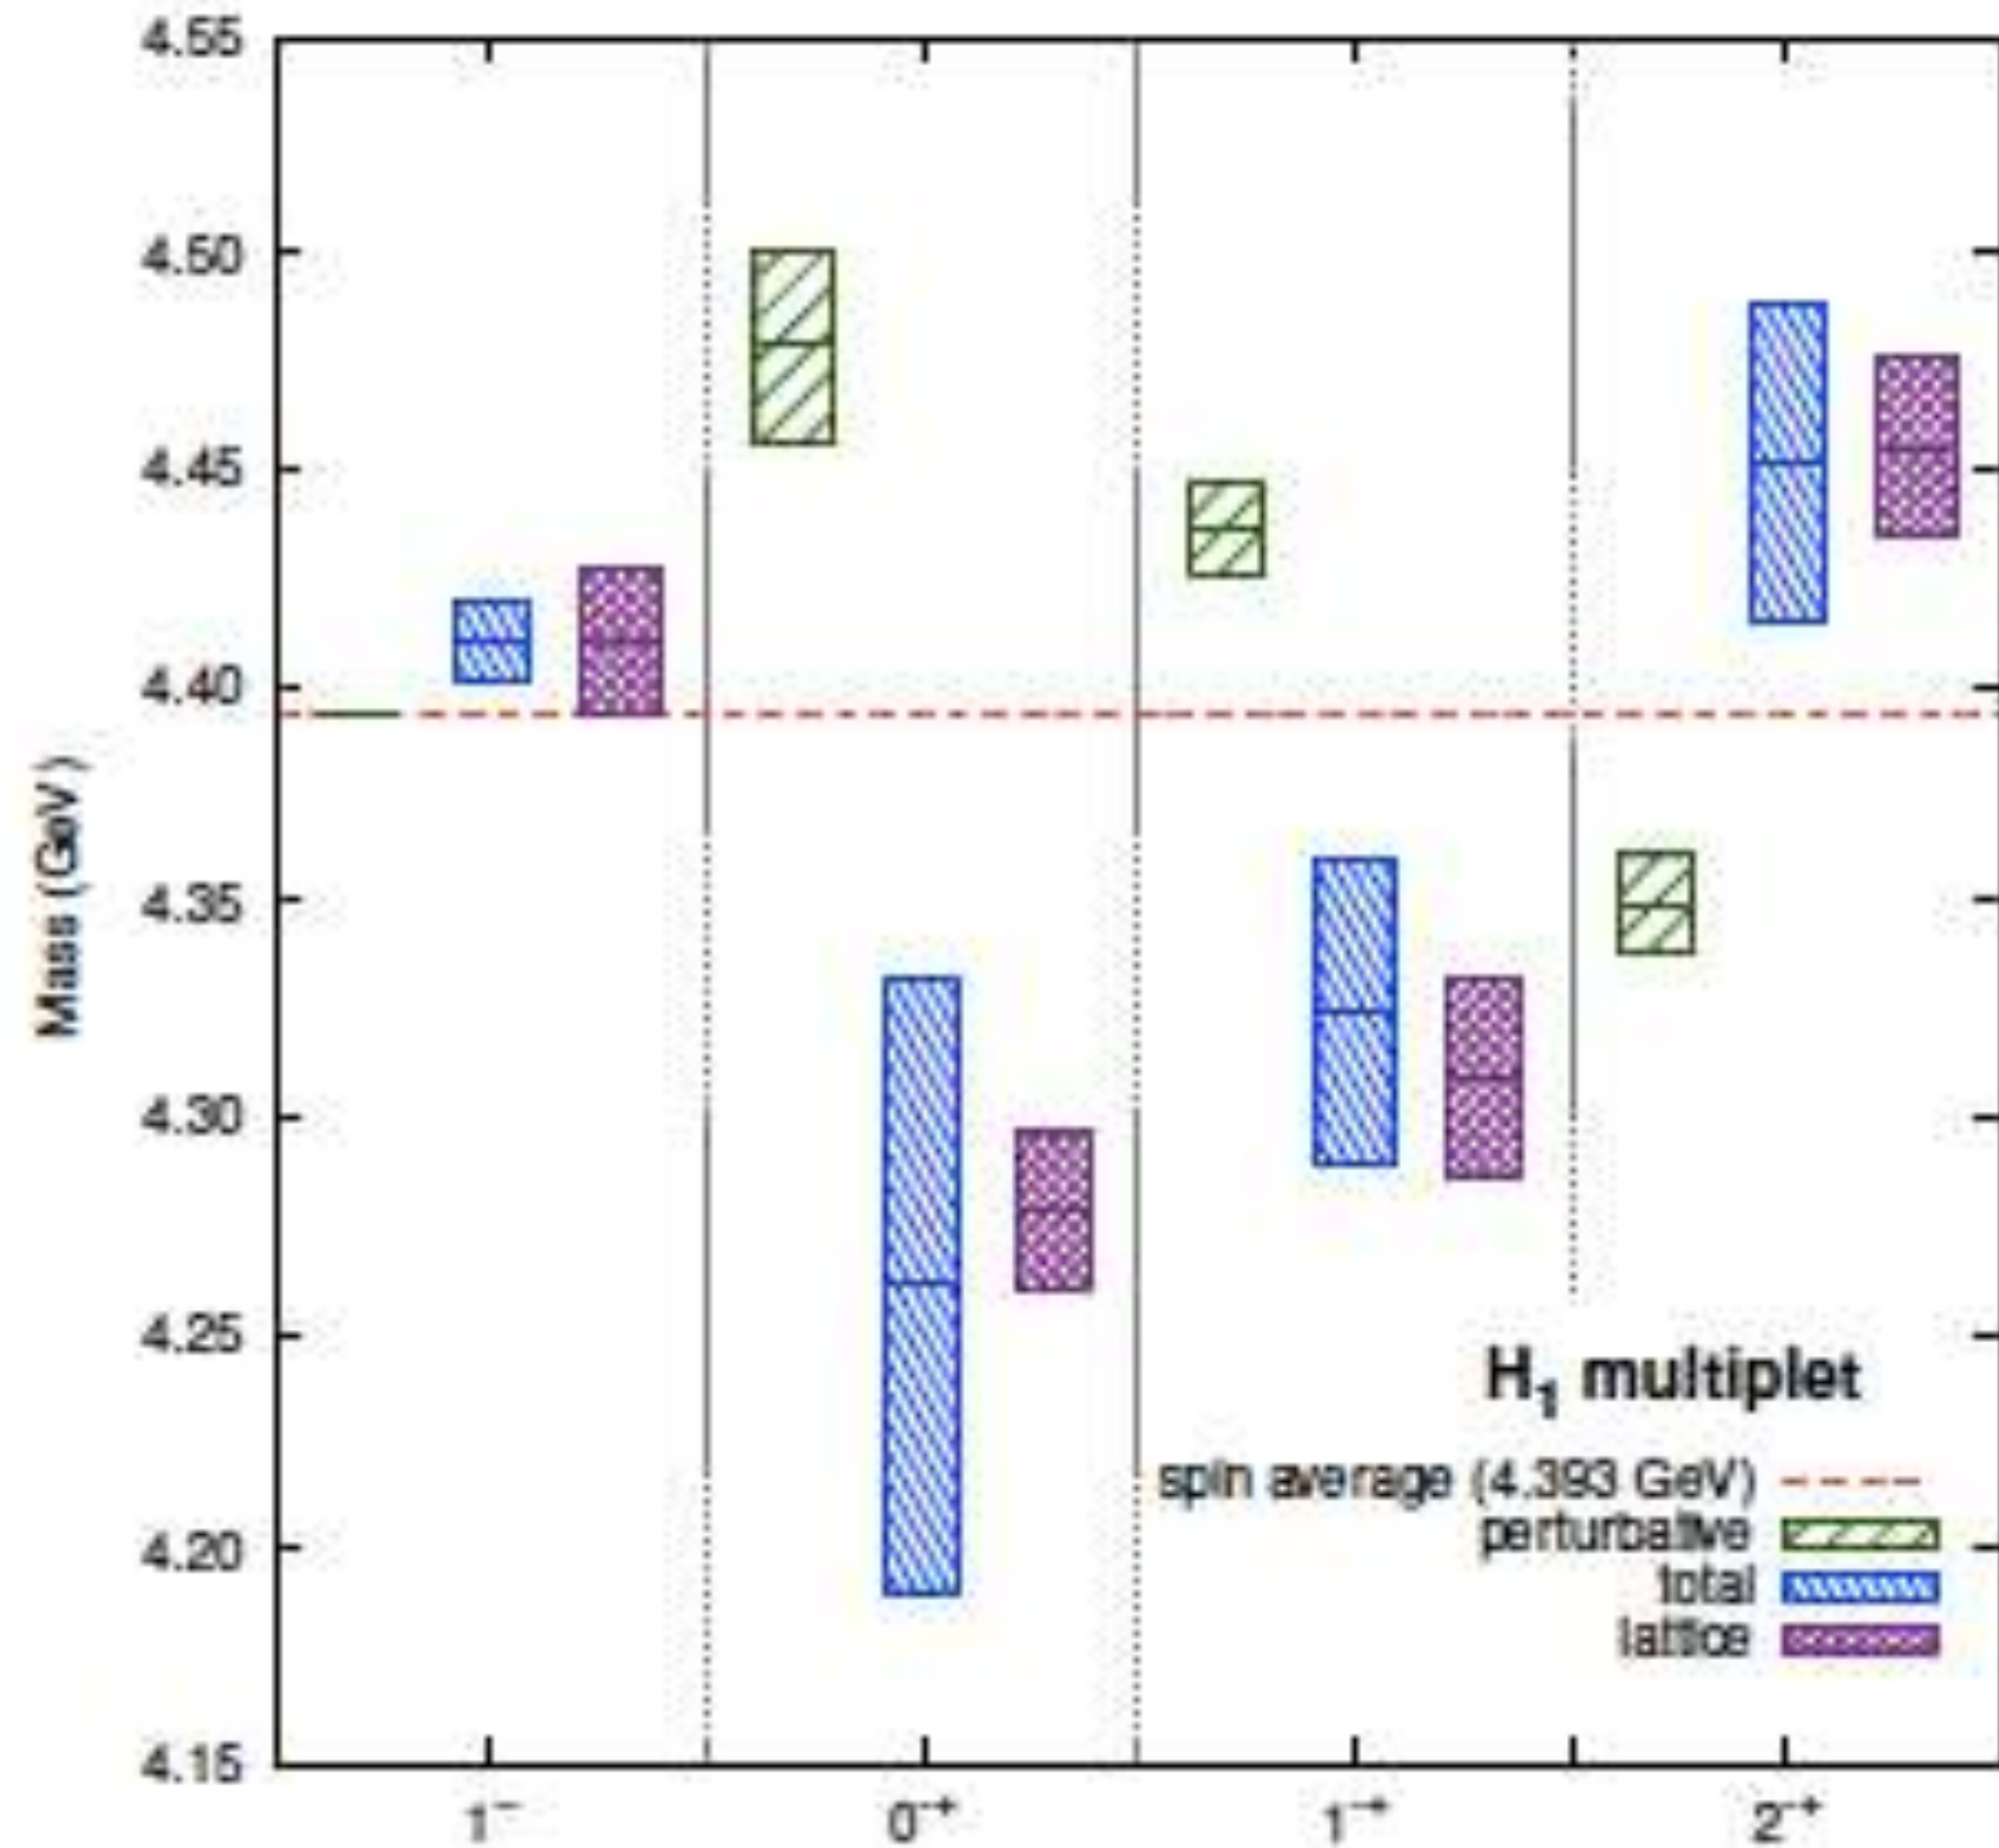 4.55
4.50
4.45
4.40
4.35
4.30
4.25
4.20
4.15
Mass (GeV)
H₁ multiplet
spin average (4.393 GeV)
perturbative
total
lattice
1⁻⁻
0⁻⁺
1⁻⁺
2⁻⁺